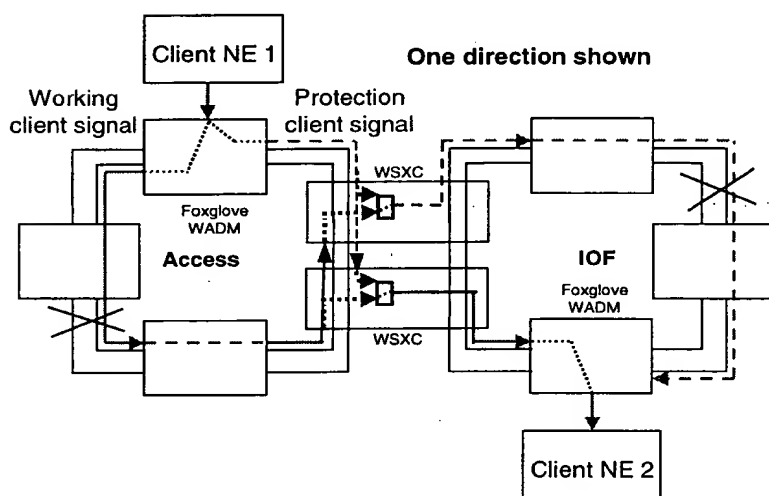 Client NE 1
One direction shown
Working
client signal
Protection
client signal
WSXC
Foxglove
WADM
Access
IOF
Foxglove
WADM
WSXC
Client NE 2